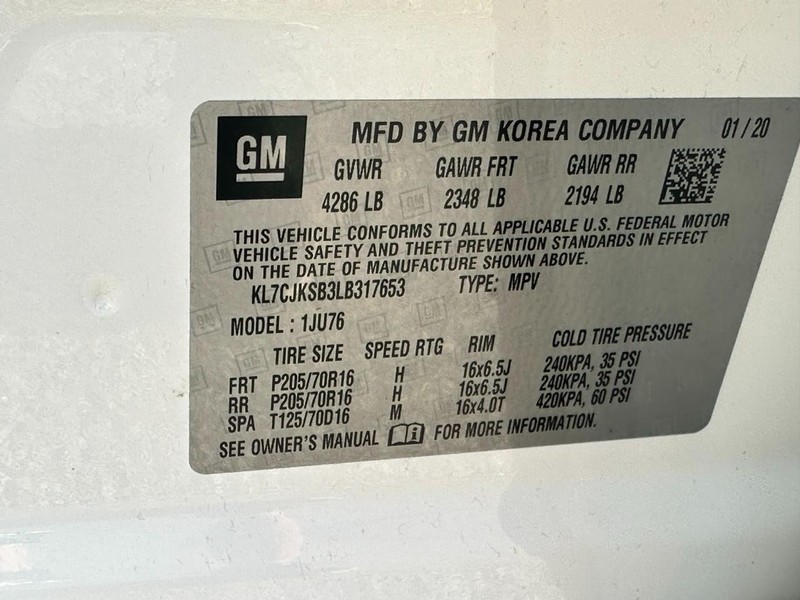 GM MFD BY GM KOREA COMPANY 01/20
GVWR GAWR FRT GAWR RR
4286 LB 2348 LB 2194 LB
THIS VEHICLE CONFORMS TO ALL APPLICABLE U.S. FEDERAL MOTOR
VEHICLE SAFETY AND THEFT PREVENTION STANDARDS IN EFFECT
ON THE DATE OF MANUFACTURE SHOWN ABOVE.
KL7CJKSB3LB317653 TYPE: MPV
MODEL : 1JU76
TIRE SIZE SPEED RTG RIM COLD TIRE PRESSURE
FRT P205/70R16 H 16x6.5J 240KPA, 35 PSI
RR P205/70R16 H 16x6.5J 240KPA, 35 PSI
SPA T125/70D16 M 16x4.0T 420KPA, 60 PSI
SEE OWNER'S MANUAL FOR MORE INFORMATION.